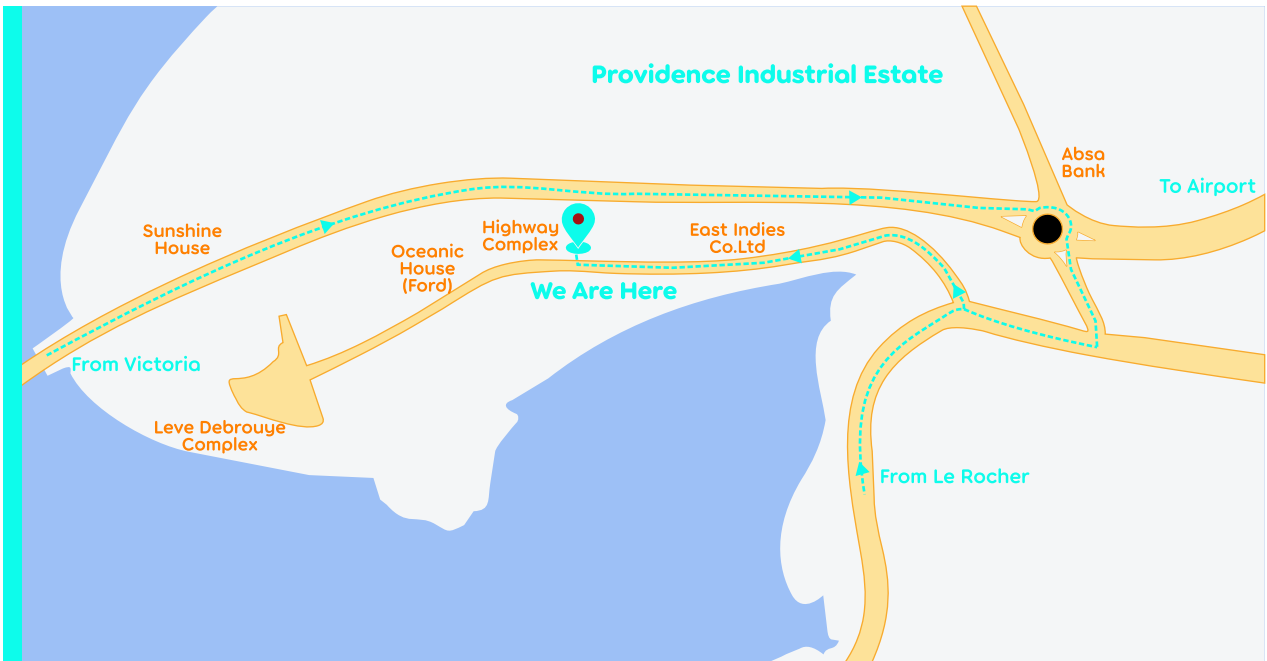 Providence Industrial Estate
Absa
Bank
To Airport
Sunshine
House
Highway
Complex
East Indies
Co.Ltd
Oceanic
House
(Ford)
We Are Here
From Victoria
Leve Debrouye
Complex
From Le Rocher